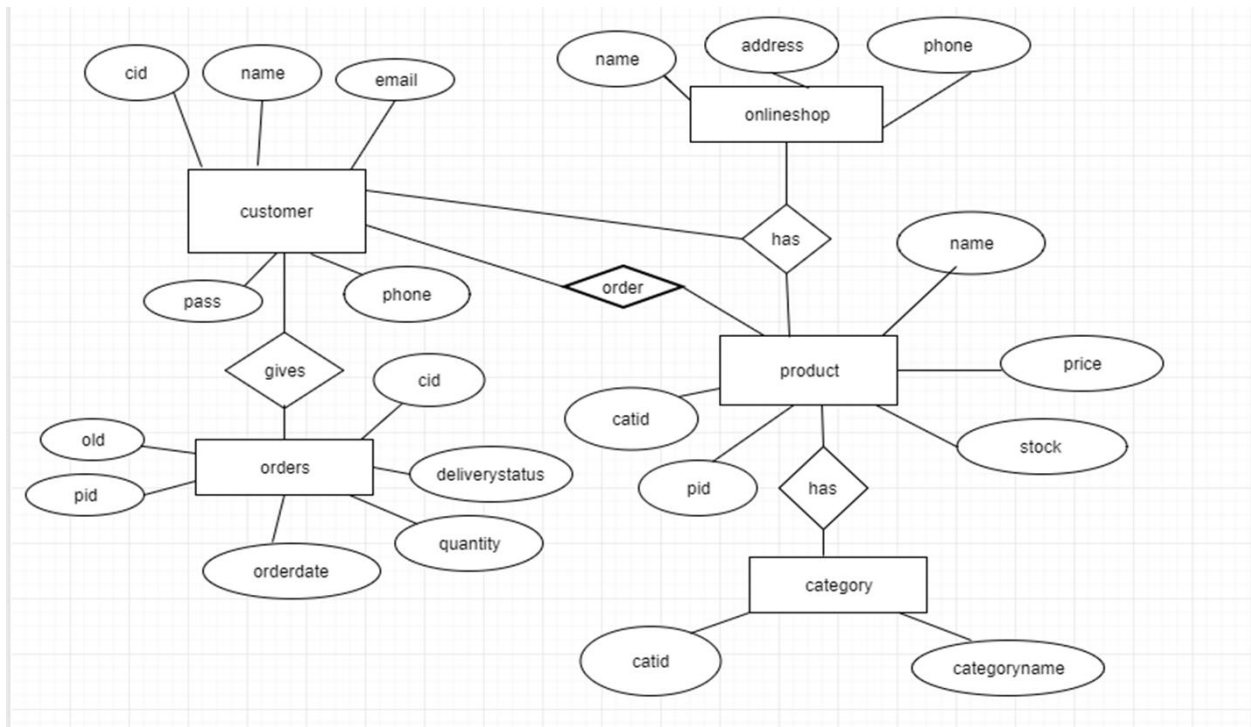 name
address
phone
cid
name
email
onlineshop
customer
has
name
pass
phone
order
gives
cid
product
price
catid
old
orders
deliverystatus
stock
pid
pid
has
quantity
orderdate
category
catid
categoryname